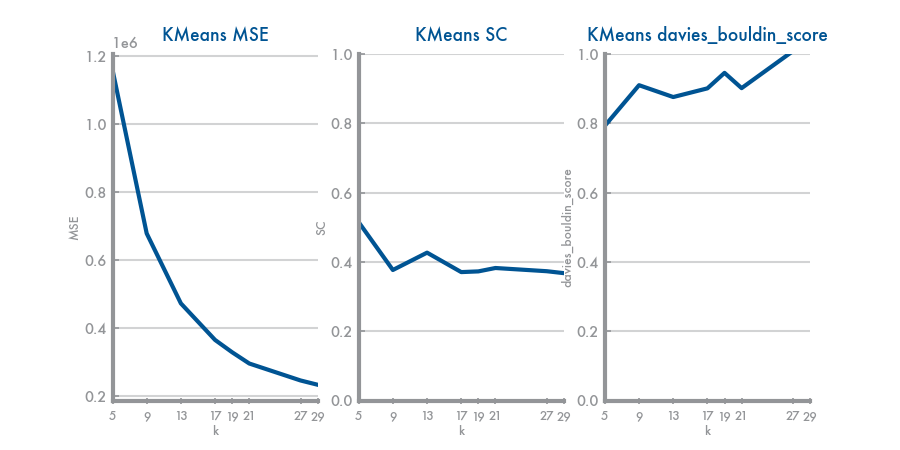 KMeans MSE
1e6
1.2
1.0
0.8
0.6
0.4
0.2
MSE
5 9 13 17 19 21 27 29
k
KMeans SC
1.0
0.8
0.6
0.4
0.2
0.0
SC
5 9 13 17 19 21 27 29
k
KMeans davies_bouldin_score
1.0
0.8
0.6
0.4
0.2
0.0
davies_bouldin_score
5 9 13 17 19 21 27 29
k